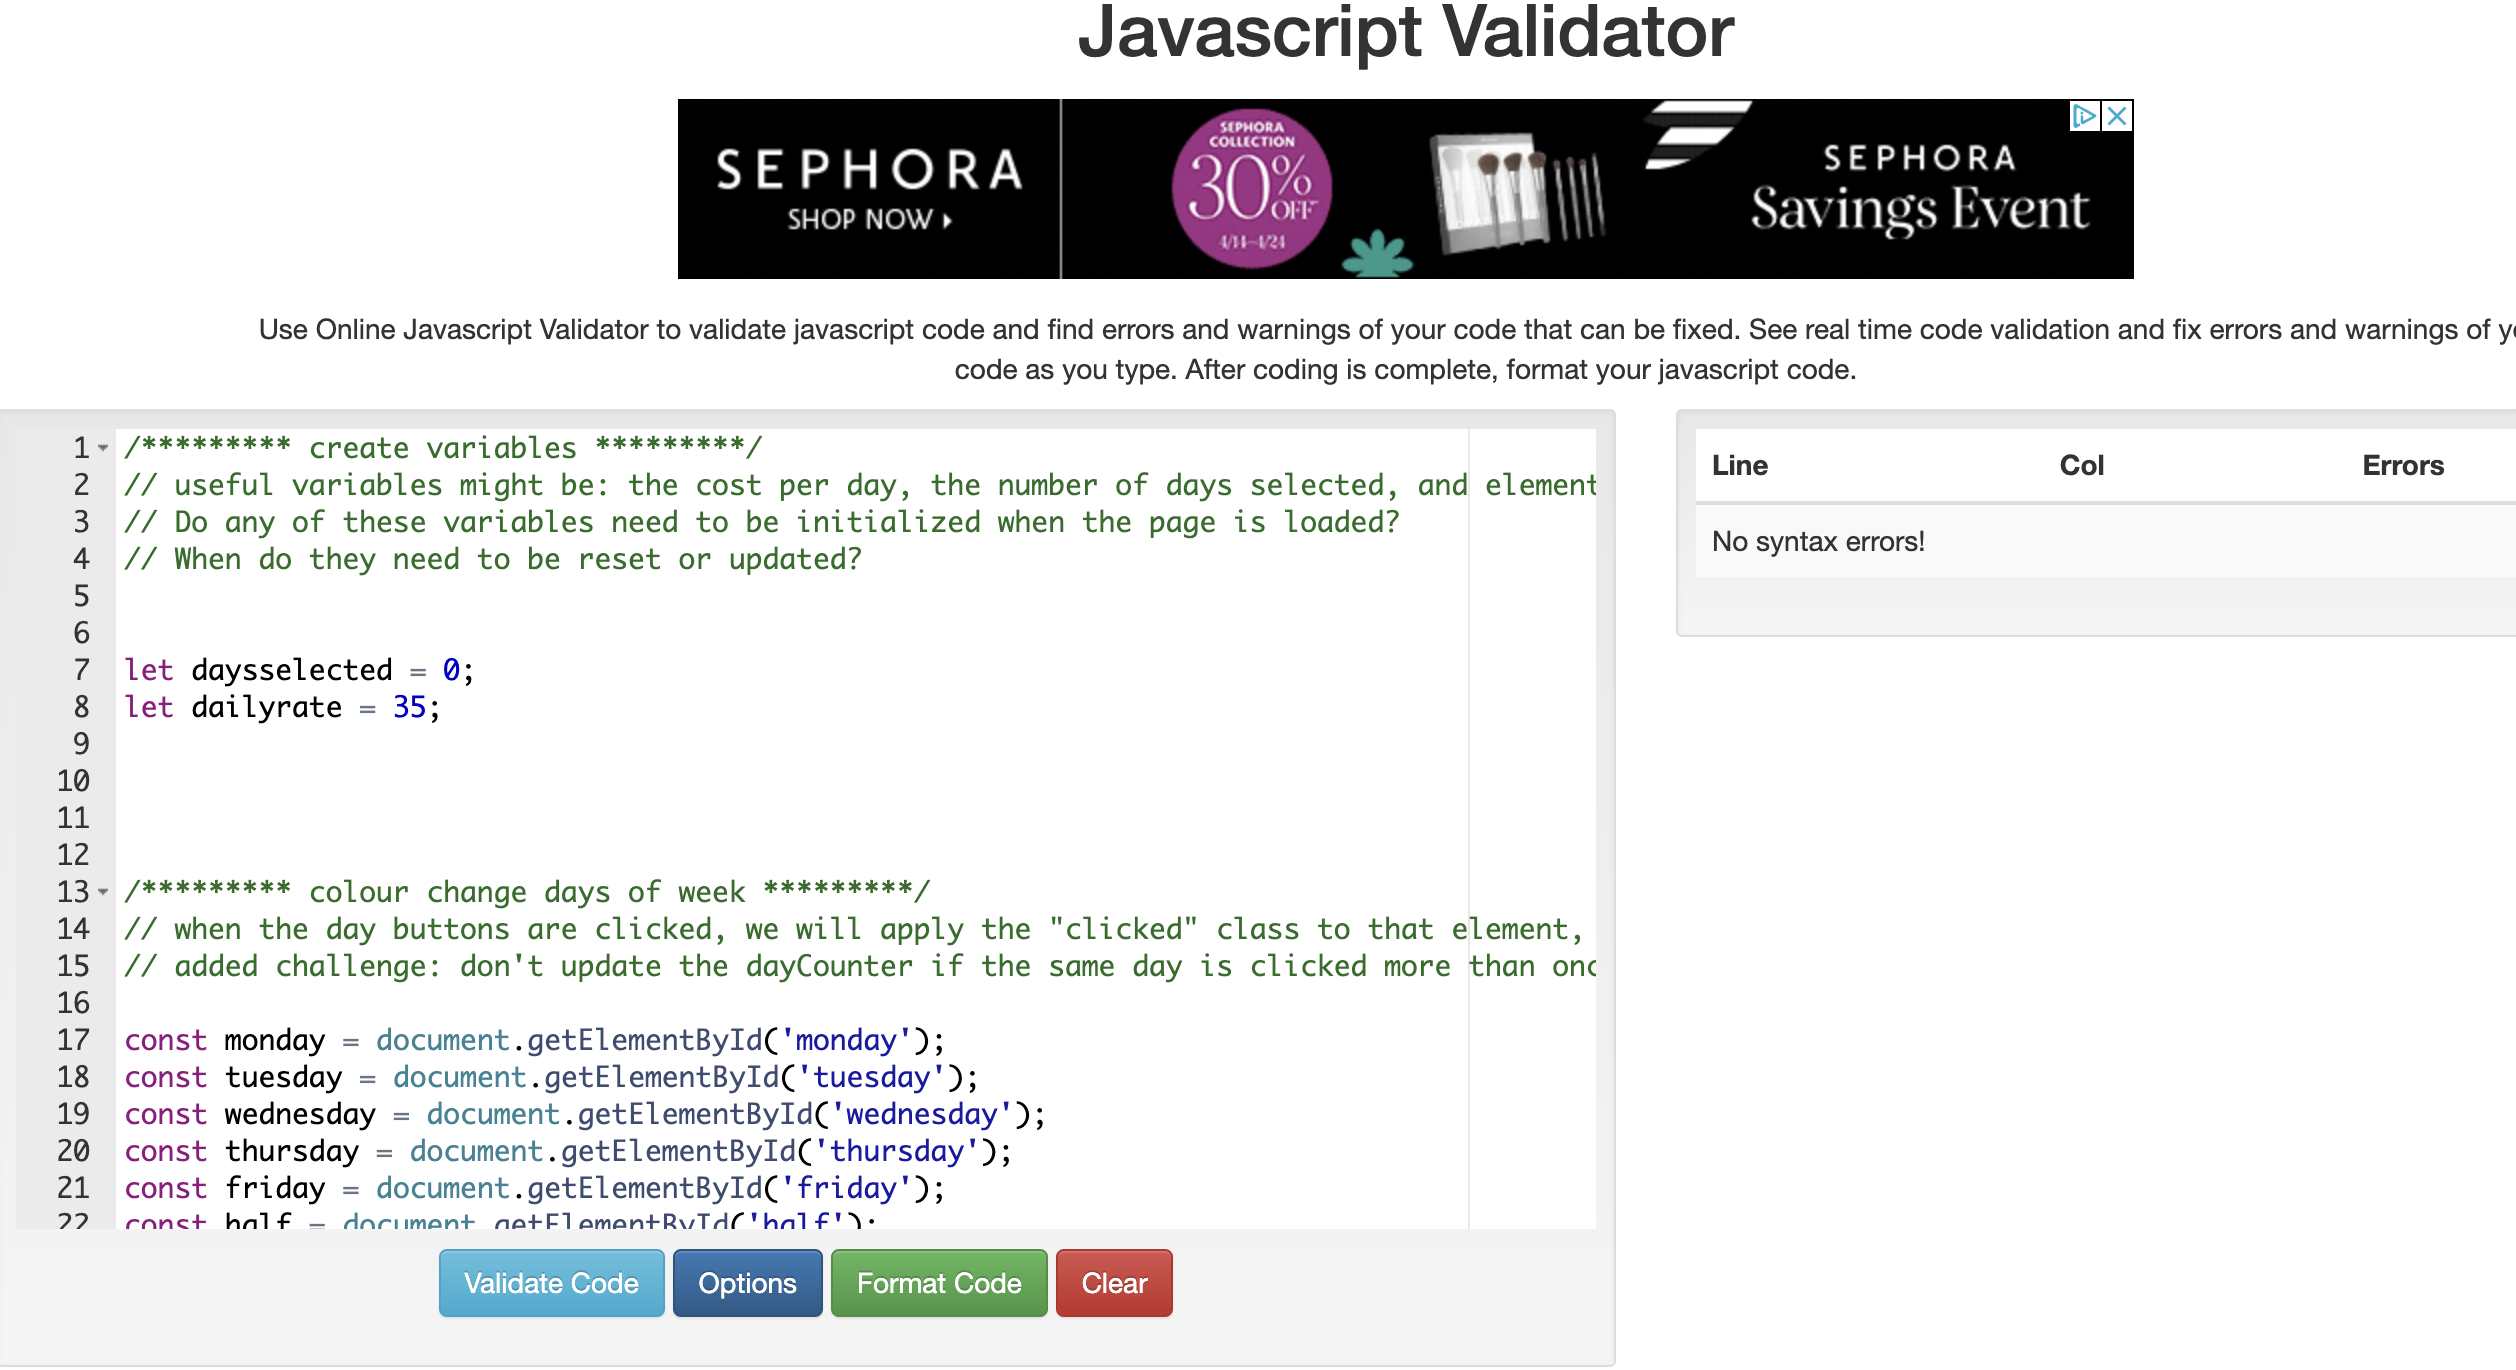 Javascript Validator
SEPHORA
SHOP NOW
SEPHORA
COLLECTION
30%
OFF
4/14–4/24
SEPHORA
Savings Event
Use Online Javascript Validator to validate javascript code and find errors and warnings of your code that can be fixed. See real time code validation and fix errors and warnings of
code as you type. After coding is complete, format your javascript code.
1 /********* create variables *********/
2 // useful variables might be: the cost per day, the number of days selected, and element
3 // Do any of these variables need to be initialized when the page is loaded?
4 // When do they need to be reset or updated?
5
6
7 let daysselected = 0;
8 let dailyrate = 35;
9
10
11
12
13 /********* colour change days of week *********/
14 // when the day buttons are clicked, we will apply the "clicked" class to that element,
15 // added challenge: don't update the dayCounter if the same day is clicked more than onc
16
17 const monday = document.getElementById('monday');
18 const tuesday = document.getElementById('tuesday');
19 const wednesday = document.getElementById('wednesday');
20 const thursday = document.getElementById('thursday');
21 const friday = document.getElementById('friday');
22 const half = document.getElementById('half');
Validate Code Options Format Code Clear
Line Col Errors
No syntax errors!